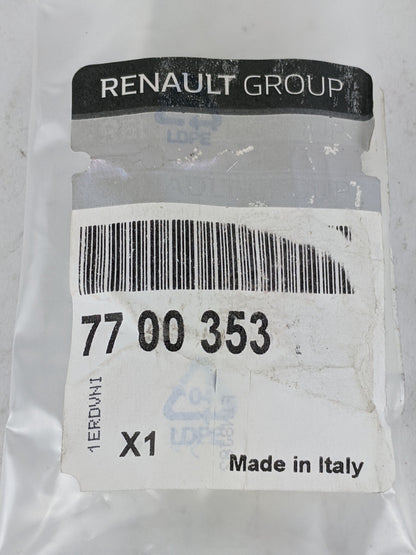 RENAULT GROUP
77 00 353
1ERDVNI
X1
Made in Italy